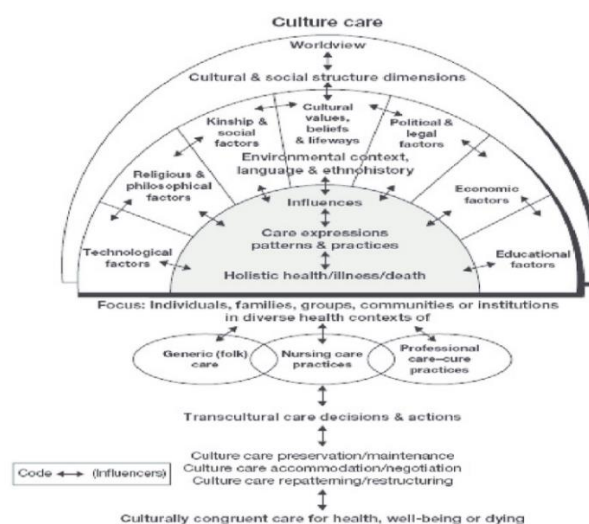 Culture care
Worldview
Cultural & social structure dimensions
Kinship &
social
factors
Cultural
values,
beliefs
& lifeways
Political &
legal
factors
Environmental context,
language & ethnohistory
Religious &
philosophical
factors
Economic
factors
Influences
Care expressions
patterns & practices
Technological
factors
Educational
factors
Holistic health/illness/death
Focus: Individuals, families, groups, communities or institutions
in diverse health contexts of
Generic (folk)
care
Nursing care
practices
Professional
care–cure
practices
Transcultural care decisions & actions
Culture care preservation/maintenance
Culture care accommodation/negotiation
Culture care repatterning/restructuring
Code (Influencers)
Culturally congruent care for health, well-being or dying